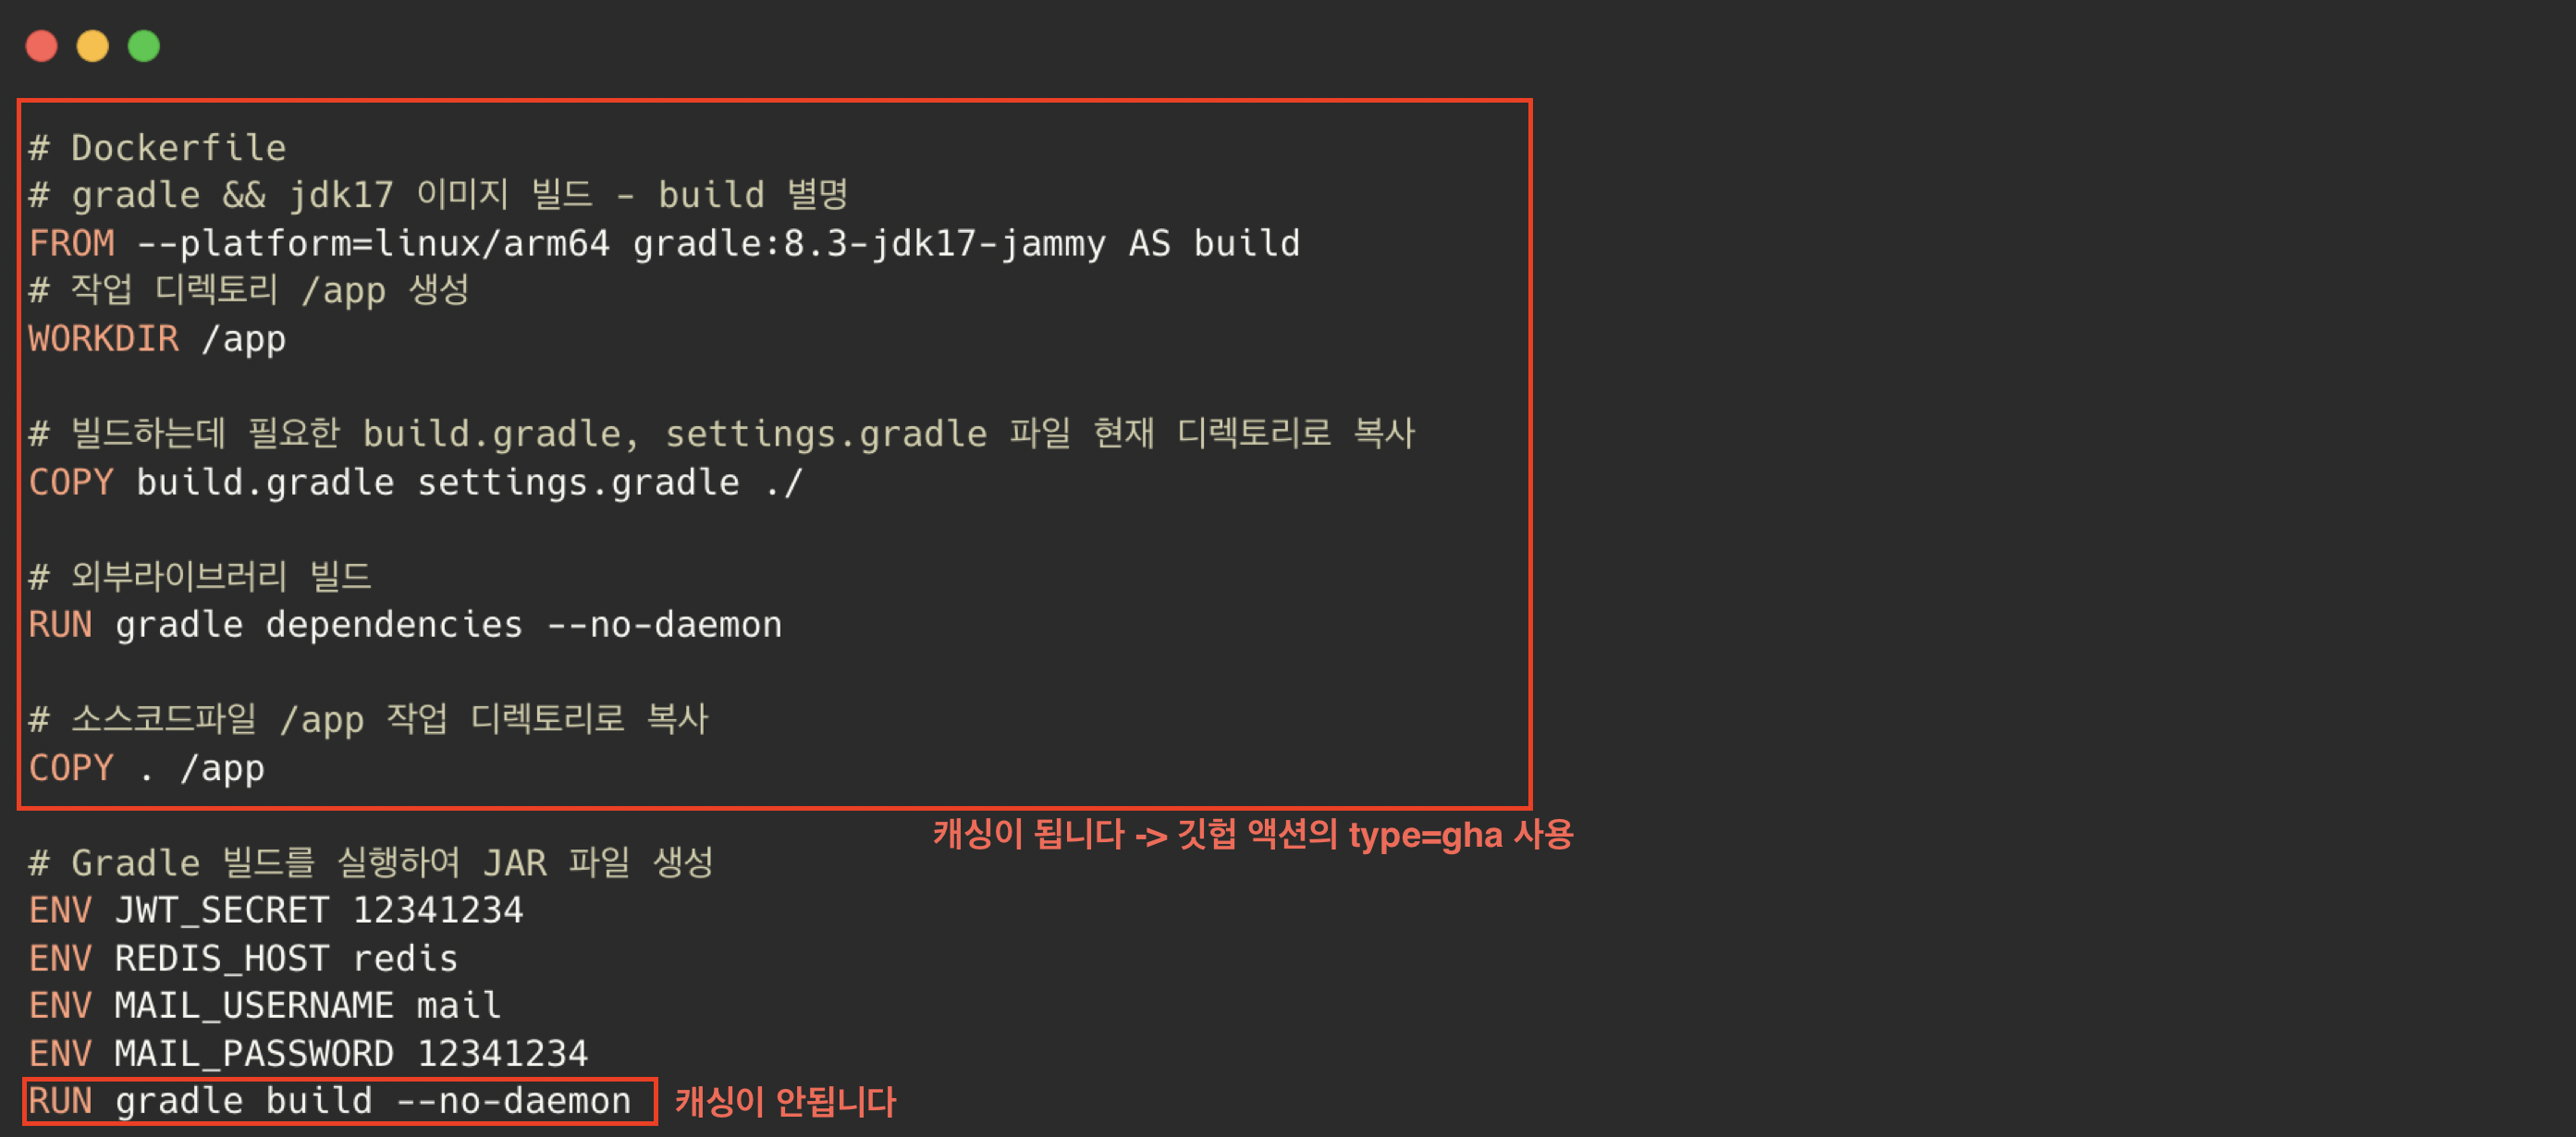 # Dockerfile
# gradle && jdk17 이미지 빌드 - build 별명
FROM --platform=linux/arm64 gradle:8.3-jdk17-jammy AS build
# 작업 디렉토리 /app 생성
WORKDIR /app
# 빌드하는데 필요한 build.gradle, settings.gradle 파일 현재 디렉토리로 복사
COPY build.gradle settings.gradle ./
# 외부라이브러리 빌드
RUN gradle dependencies --no-daemon
# 소스코드파일 /app 작업 디렉토리로 복사
COPY . /app
캐싱이 됩니다 -> 깃헙 액션의 type=gha 사용
# Gradle 빌드를 실행하여 JAR 파일 생성
ENV JWT_SECRET 12341234
ENV REDIS_HOST redis
ENV MAIL_USERNAME mail
ENV MAIL_PASSWORD 12341234
RUN gradle build --no-daemon 캐싱이 안됩니다